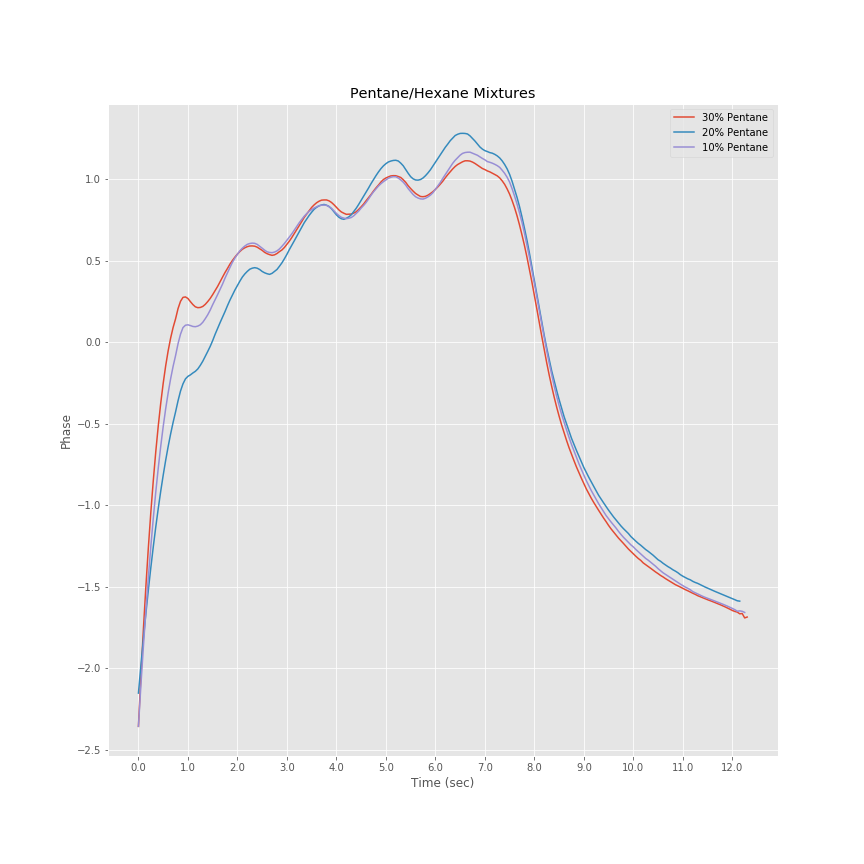 Pentane/Hexane Mixtures
30% Pentane
20% Pentane
10% Pentane
1.0
0.5
0.0
−0.5
−1.0
−1.5
−2.0
−2.5
Phase
0.0 1.0 2.0 3.0 4.0 5.0 6.0 7.0 8.0 9.0 10.0 11.0 12.0
Time (sec)